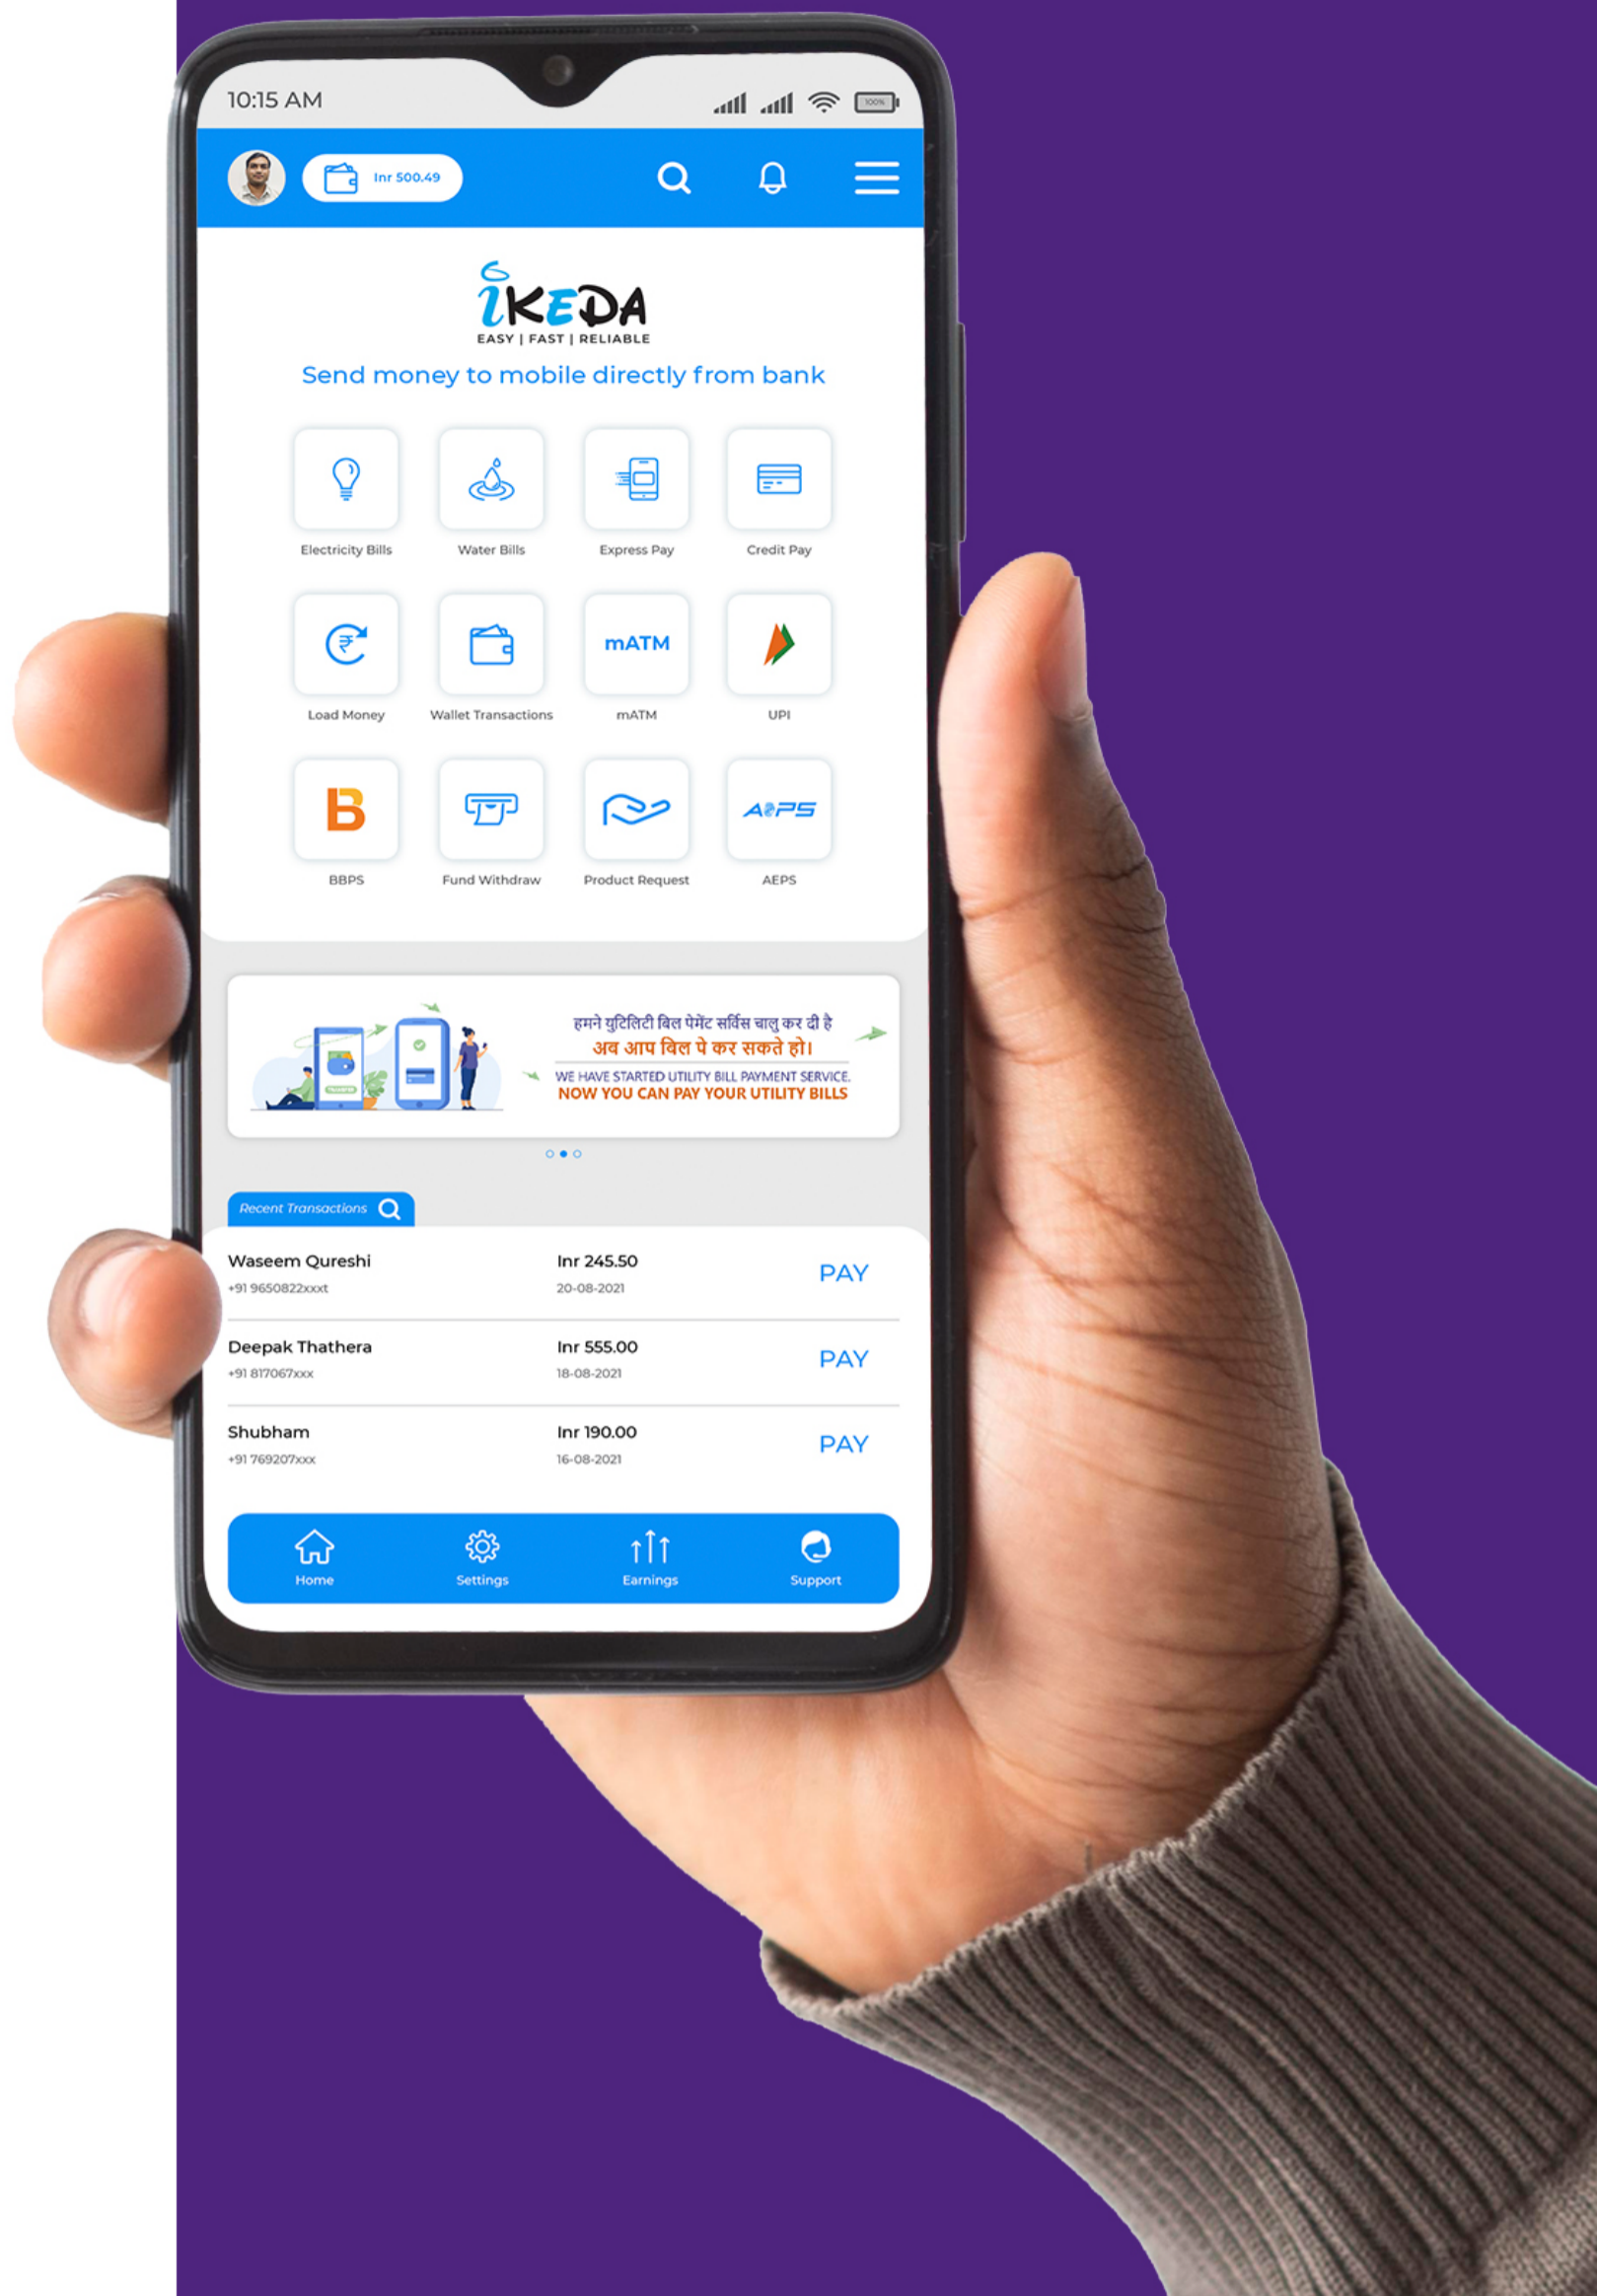 10:15 AM
100%
Inr 500.49
iKEDA
EASY | FAST | RELIABLE
Send money to mobile directly from bank
Electricity Bills
Water Bills
Express Pay
Credit Pay
mATM
Load Money
Wallet Transactions
mATM
UPI
B
AePS
BBPS
Fund Withdraw
Product Request
AEPS
हमने युटिलिटी बिल पेमेंट सर्विस चालु कर दी है
अब आप बिल पे कर सकते हो।
WE HAVE STARTED UTILITY BILL PAYMENT SERVICE.
NOW YOU CAN PAY YOUR UTILITY BILLS
TRANSFER
Recent Transactions
Waseem Qureshi
Inr 245.50
PAY
+91 9650822xxxt
20-08-2021
Deepak Thathera
Inr 555.00
PAY
+91 817067xxx
18-08-2021
Shubham
Inr 190.00
PAY
+91 769207xxx
16-08-2021
Home
Settings
Earnings
Support